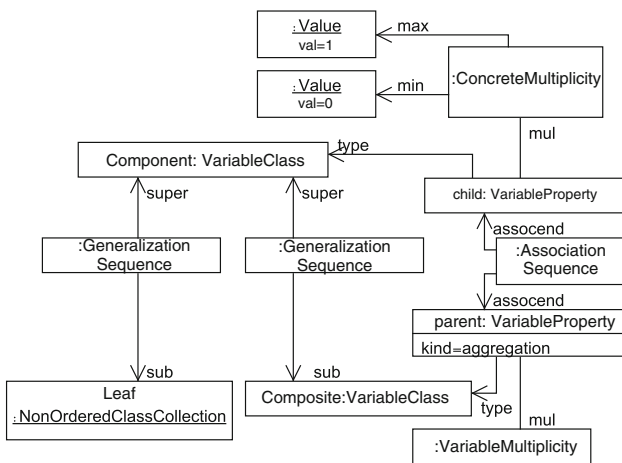 : Value
val=1
max
: Value
val=0
min
:ConcreteMultiplicity
mul
type
Component: VariableClass
child: VariableProperty
super
super
assocend
:Generalization
Sequence
:Generalization
Sequence
:Association
Sequence
assocend
parent: VariableProperty
kind=aggregation
sub
sub
Leaf
: NonOrderedClassCollection
Composite:VariableClass
type
mul
:VariableMultiplicity